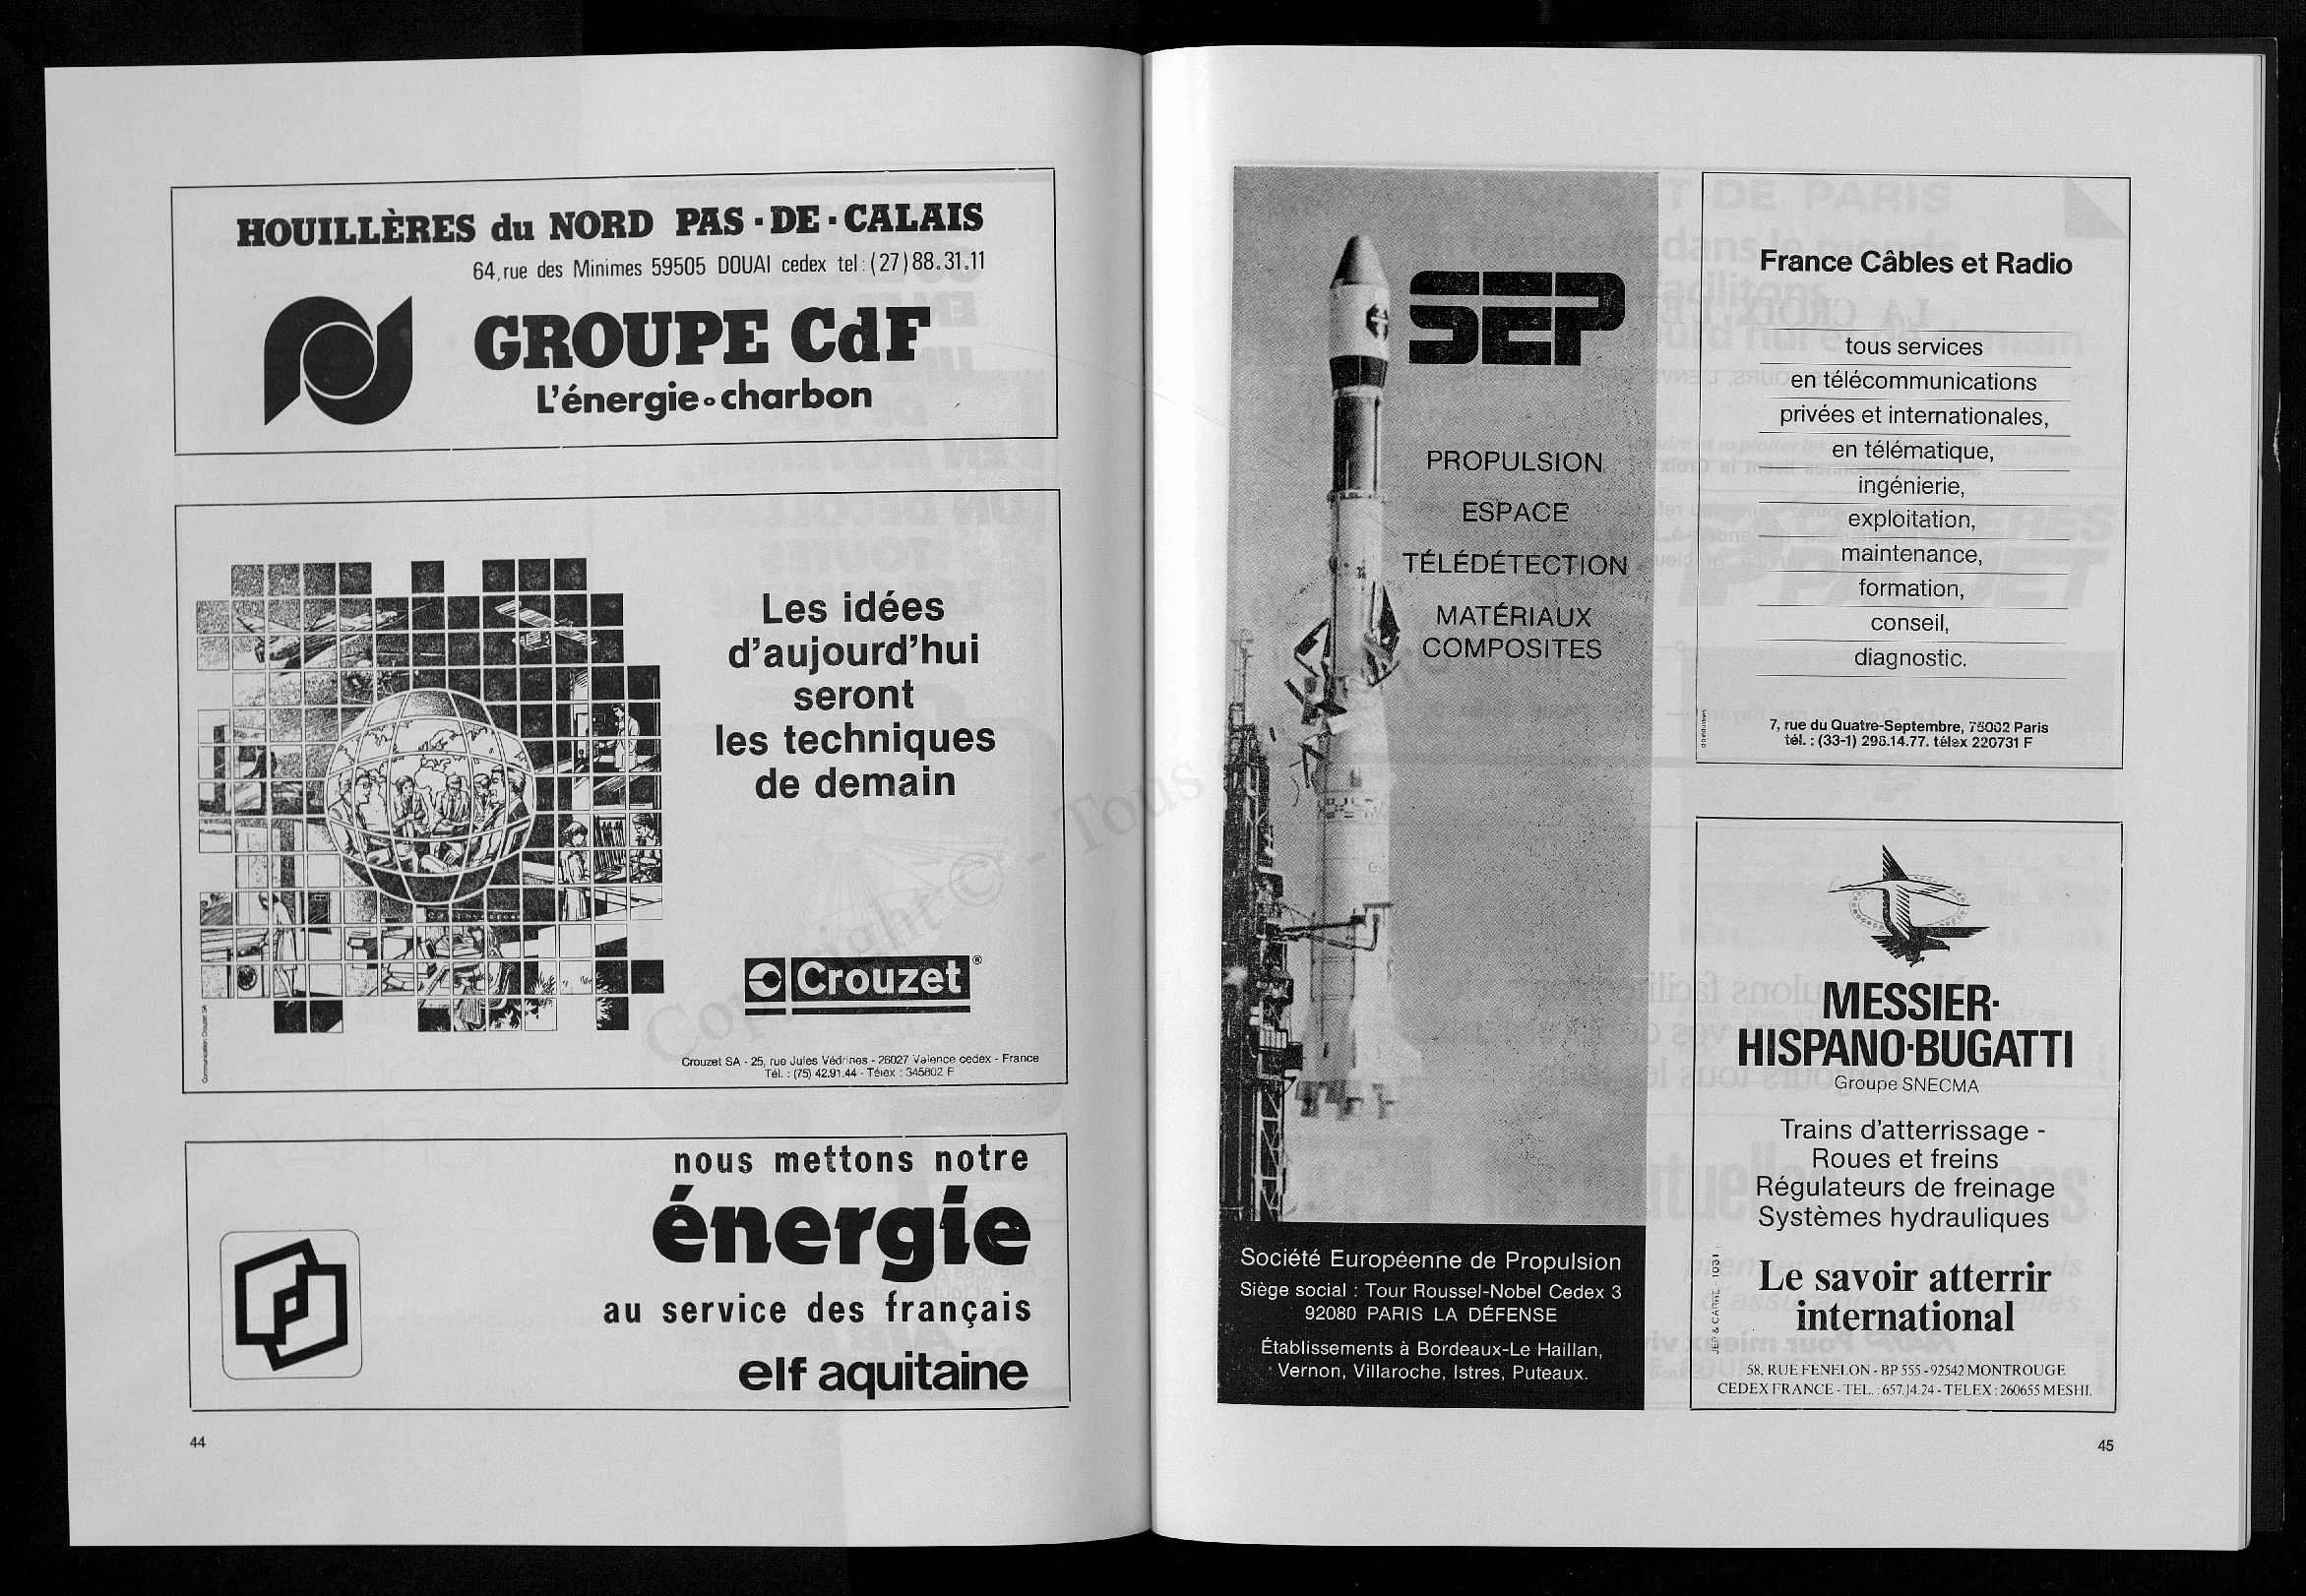 HOUILLÈRES du NORD PAS-DE-CALAIS
64, rue des Minimes 59505 DOUAI cedex tel: (27) 88.31.11
GROUPE CdF
L'énergie-charbon
Les idées
d'aujourd'hui
seront
les techniques
de demain
Crouzet®
Communication Crouzet SA
Crouzet SA - 25, rue Jules Védrines - 26027 Valence cedex - France
Tél. : (75) 42.91.44 - Télex : 345802 F
nous mettons notre
énergie
au service des français
elf aquitaine
44
SEP
PROPULSION
ESPACE
TÉLÉDÉTECTION
MATÉRIAUX
COMPOSITES
Société Européenne de Propulsion
Siège social : Tour Roussel-Nobel Cedex 3
92080 PARIS LA DÉFENSE
Établissements à Bordeaux-Le Haillan,
Vernon, Villaroche, Istres, Puteaux.
France Câbles et Radio
tous services
en télécommunications
privées et internationales,
en télématique,
ingénierie,
exploitation,
maintenance,
formation,
conseil,
diagnostic.
7, rue du Quatre-Septembre, 75002 Paris
tél. : (33-1) 296.14.77. télex 220731 F
MESSIER-
HISPANO-BUGATTI
Groupe SNECMA
Trains d'atterrissage -
Roues et freins
Régulateurs de freinage
Systèmes hydrauliques
Le savoir atterrir
international
JEP & CARRÉ
58, RUE FENELON - BP 555 - 92542 MONTROUGE
CEDEX FRANCE - TEL. : 657.14.24 - TELEX : 260655 MESHI.
45
Copyright © - Tous